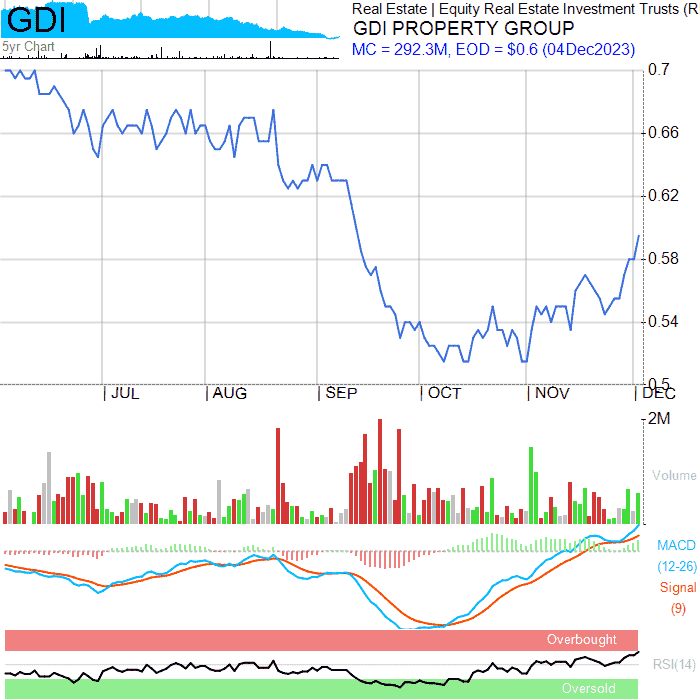 GDI
Real Estate | Equity Real Estate Investment Trusts (R
GDI PROPERTY GROUP
MC = 292.3M, EOD = $0.6 (04Dec2023)
5yr Chart
0.7
0.66
0.62
0.58
0.54
0.5
| JUL | AUG | SEP | OCT | NOV | DEC
2M
Volume
MACD
(12-26)
Signal
(9)
Overbought
RSI(14)
Oversold